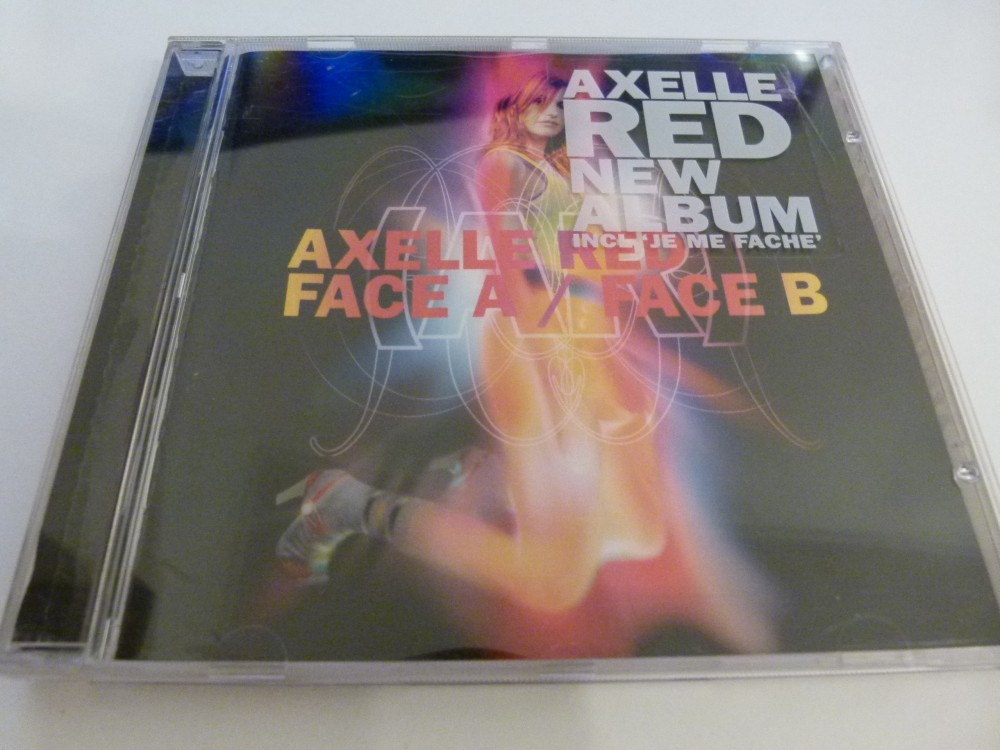 AXELLE
RED
NEW
ALBUM
INCL 'JE ME FACHE'
AXELLE RED
FACE A / FACE B